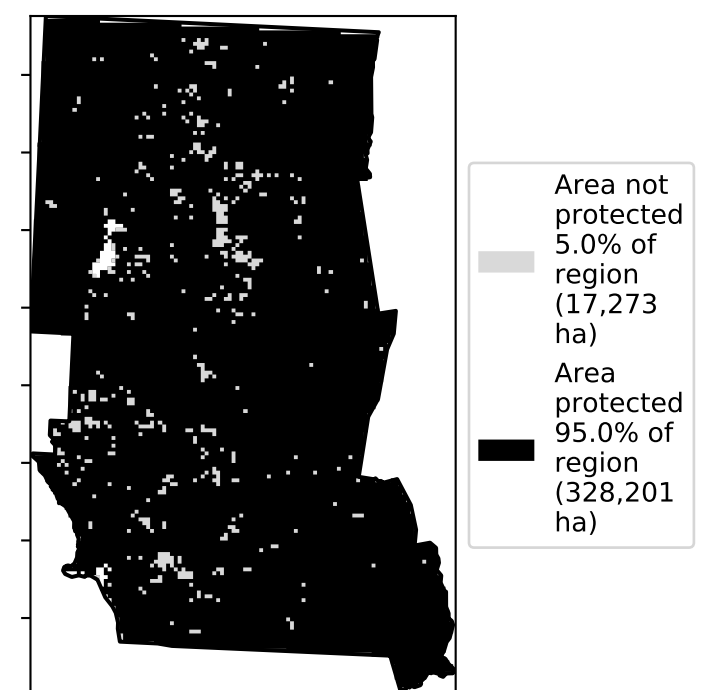 Area not
protected
5.0% of
region
(17,273
ha)
Area
protected
95.0% of
region
(328,201
ha)